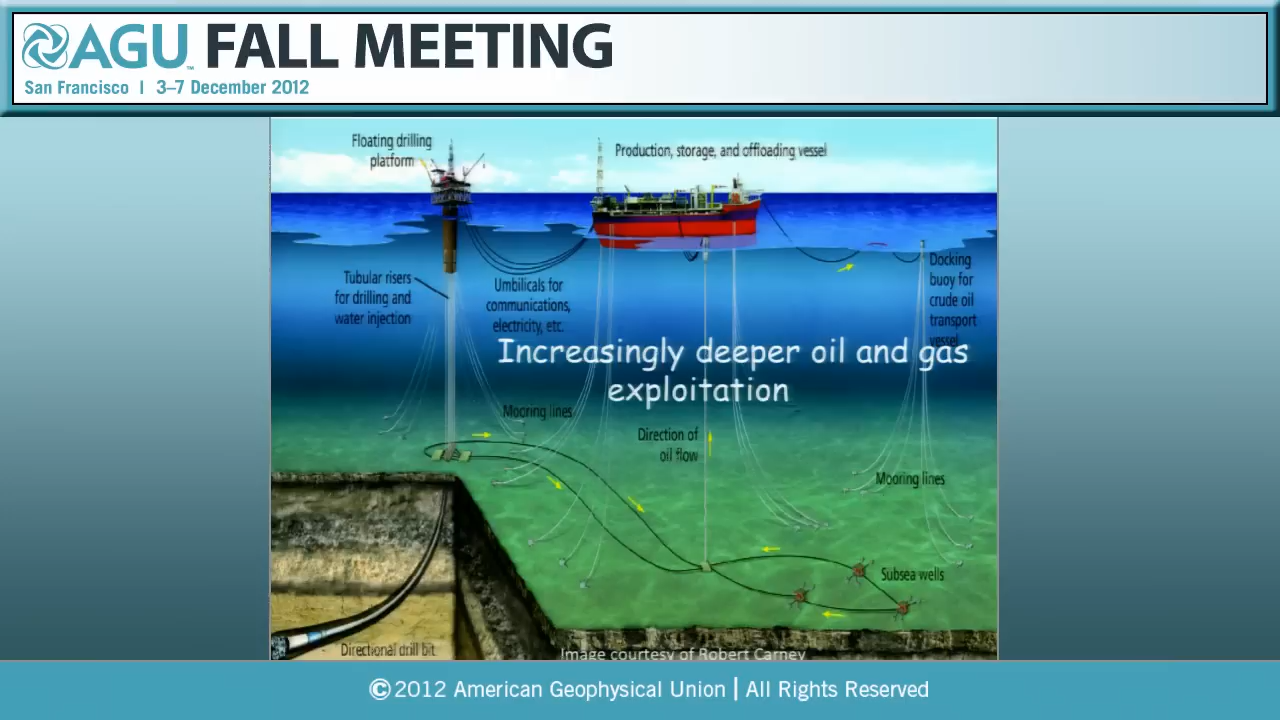 AGU™ FALL MEETING
San Francisco | 3–7 December 2012
Floating drilling
platform
Production, storage, and offloading vessel
Tubular risers
for drilling and
water injection
Umbilicals for
communications,
electricity, etc.
Docking
buoy for
crude oil
transport
vessel
Increasingly deeper oil and gas
exploitation
Mooring lines
Direction of
oil flow
Mooring lines
Subsea wells
Directional drill bit
Image courtesy of Robert Carney
©2012 American Geophysical Union | All Rights Reserved